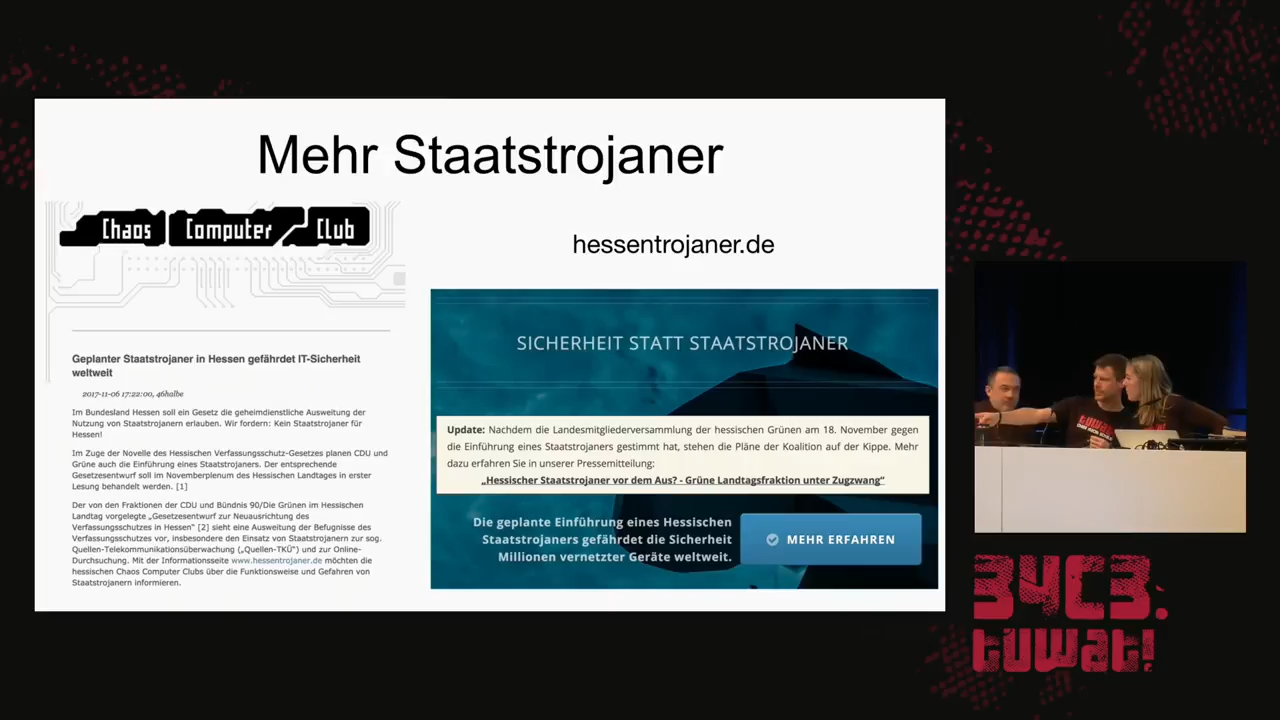 Mehr Staatstrojaner
Chaos Computer Club
Geplanter Staatstrojaner in Hessen gefährdet IT-Sicherheit
weltweit
2017-11-06 17:22:00, 46halbe
Im Bundesland Hessen soll ein Gesetz die geheimdienstliche Ausweitung der
Nutzung von Staatstrojanern erlauben. Wir fordern: Kein Staatstrojaner für
Hessen!
Im Zuge der Novelle des Hessischen Verfassungsschutz-Gesetzes planen CDU und
Grüne auch die Einführung eines Staatstrojaners. Der entsprechende
Gesetzesentwurf soll im Novemberplenum des Hessischen Landtages in erster
Lesung behandelt werden. [1]
Der von den Fraktionen der CDU und Bündnis 90/Die Grünen im Hessischen
Landtag vorgelegte „Gesetzesentwurf zur Neuausrichtung des
Verfassungsschutzes in Hessen“ [2] sieht eine Ausweitung der Befugnisse des
Verfassungsschutzes vor, insbesondere den Einsatz von Staatstrojanern zur sog.
Quellen-Telekommunikationsüberwachung („Quellen-TKÜ“) und zur Online-
Durchsuchung. Mit der Informationsseite www.hessentrojaner.de möchten die
hessischen Chaos Computer Clubs über die Funktionsweise und Gefahren von
Staatstrojanern informieren.
hessentrojaner.de
SICHERHEIT STATT STAATSTROJANER
Update: Nachdem die Landesmitgliederversammlung der hessischen Grünen am 18. November gegen
die Einführung eines Staatstrojaners gestimmt hat, stehen die Pläne der Koalition auf der Kippe. Mehr
dazu erfahren Sie in unserer Pressemitteilung:
„Hessischer Staatstrojaner vor dem Aus? - Grüne Landtagsfraktion unter Zugzwang“
Die geplante Einführung eines Hessischen
Staatstrojaners gefährdet die Sicherheit
Millionen vernetzter Geräte weltweit.
MEHR ERFAHREN
tuwat!
34C3.
tuwat!